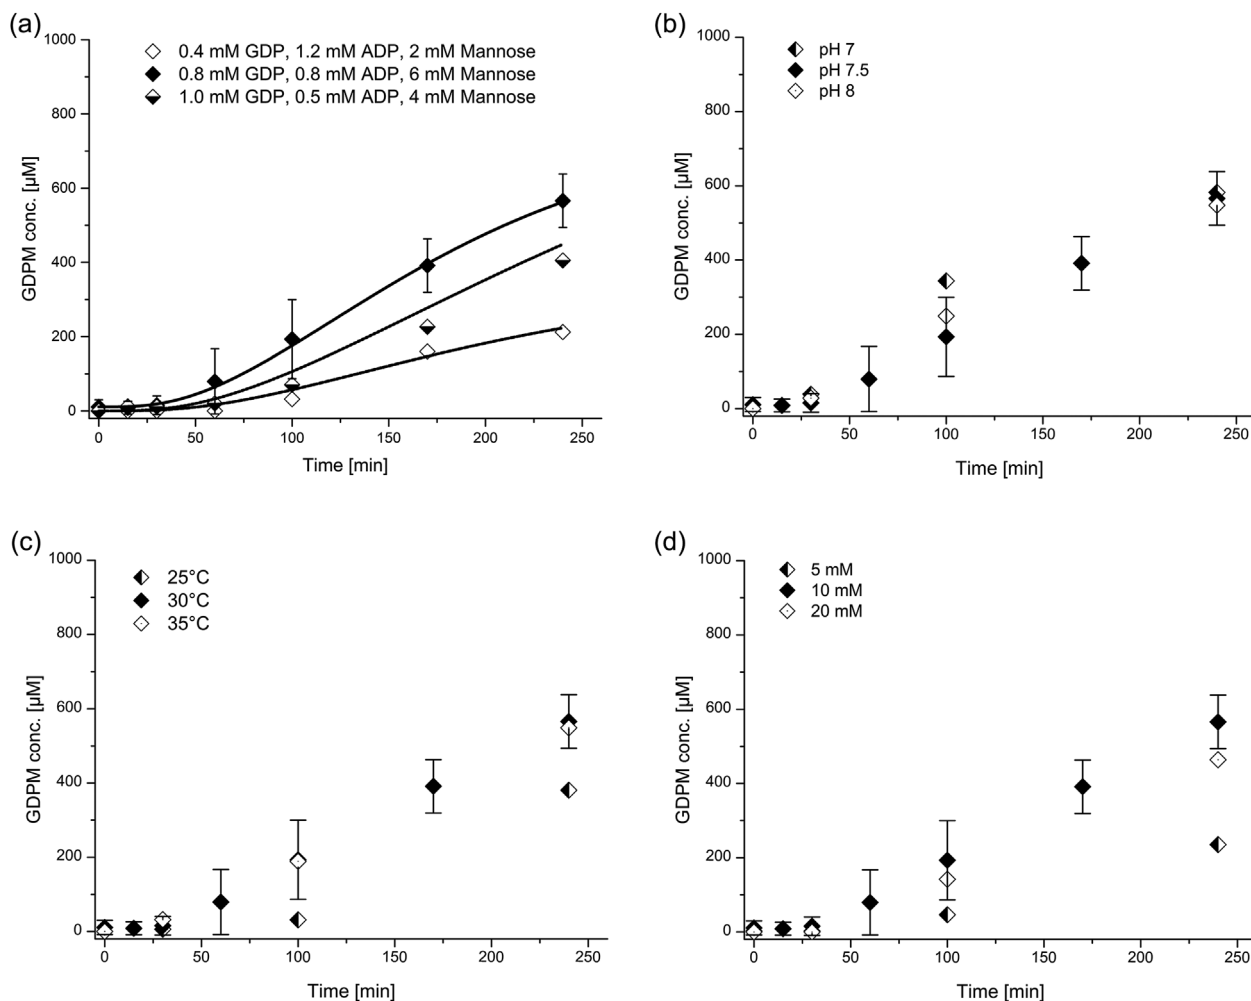 (a)
1000
800
600
400
200
0
GDPM conc. [µM]
0.4 mM GDP, 1.2 mM ADP, 2 mM Mannose
0.8 mM GDP, 0.8 mM ADP, 6 mM Mannose
1.0 mM GDP, 0.5 mM ADP, 4 mM Mannose
0 50 100 150 200 250
Time [min]
(b)
1000
800
600
400
200
0
GDPM conc. [µM]
pH 7
pH 7.5
pH 8
0 50 100 150 200 250
Time [min]
(c)
1000
800
600
400
200
0
GDPM conc. [µM]
25°C
30°C
35°C
0 50 100 150 200 250
Time [min]
(d)
1000
800
600
400
200
0
GDPM conc. [µM]
5 mM
10 mM
20 mM
0 50 100 150 200 250
Time [min]